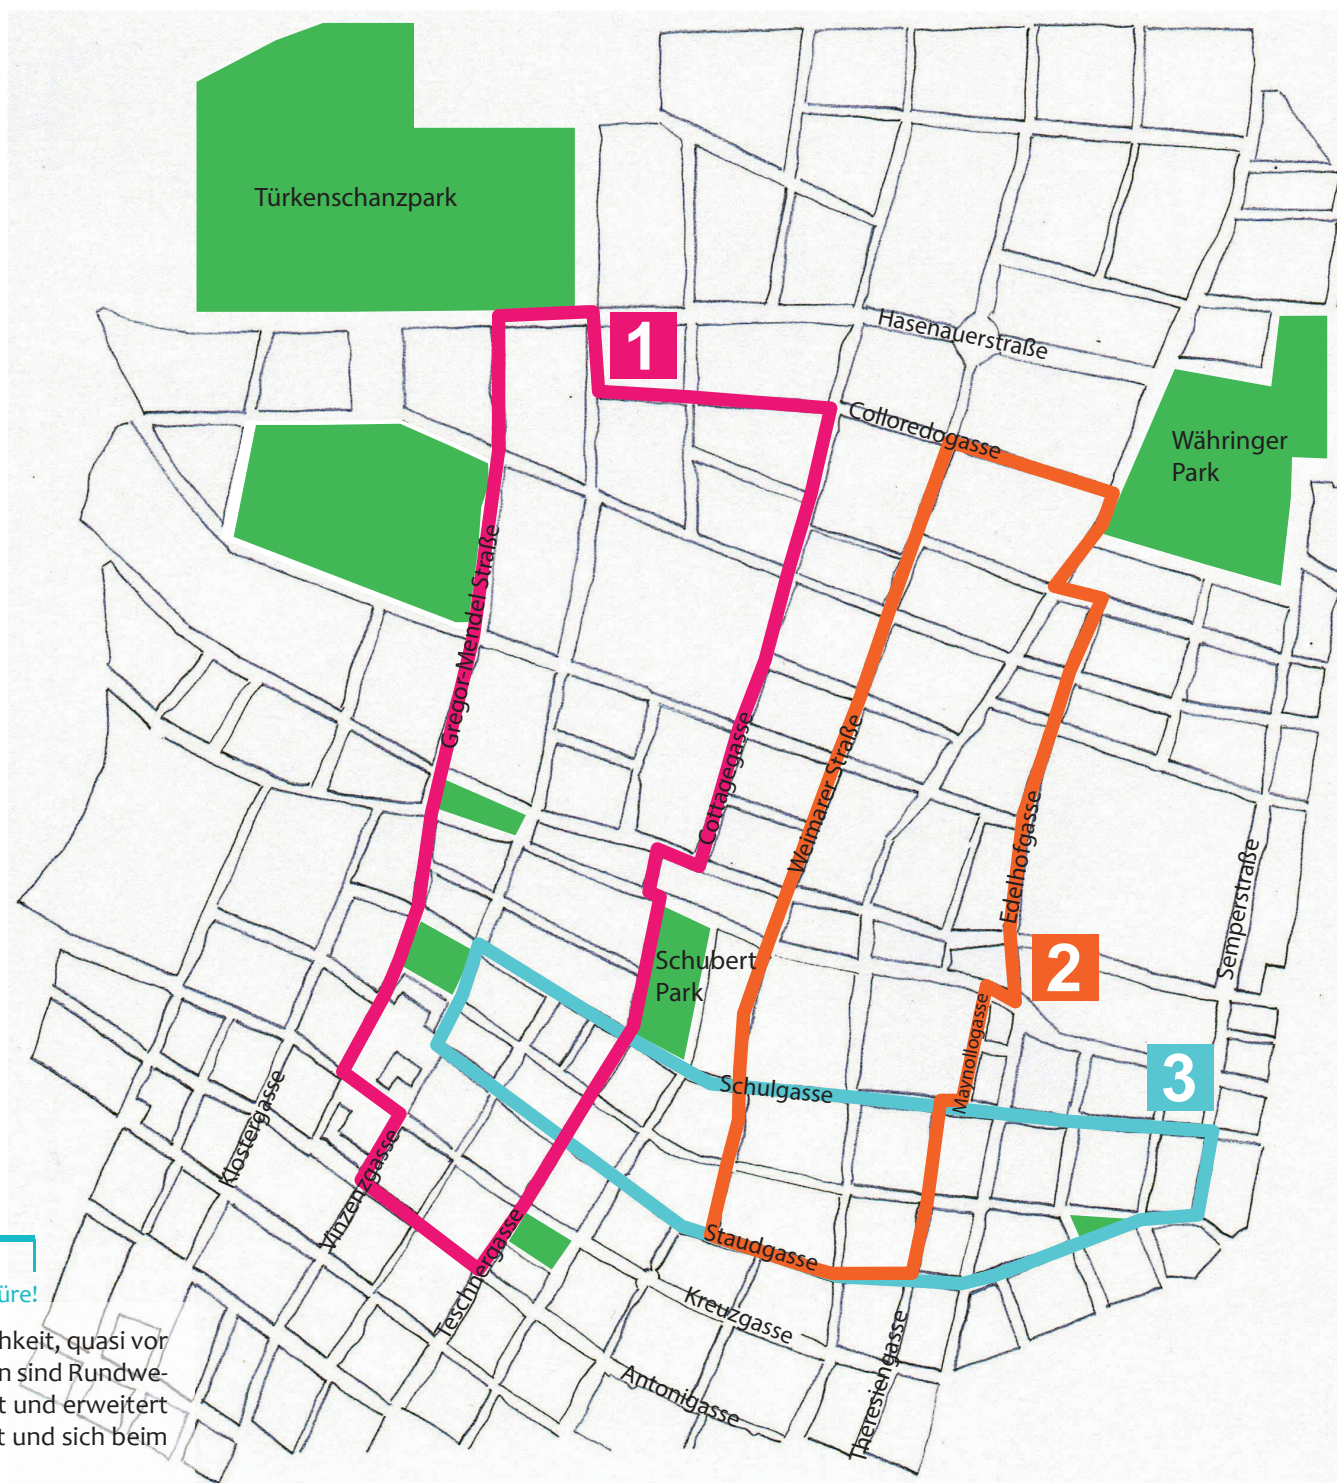 Türkenschanzpark
1
Hasenauerstraße
Colloredogasse
Währinger
Park
Gregor-Mendel Straße
Cottagegasse
Weimarer Straße
Edelhofgasse
Semperstraße
Schubert
Park
2
Maynollogasse
3
Schulgasse
Klostergasse
Vinzenzgasse
Teschnergasse
Staudgasse
Kreuzgasse
Antonigasse
Theresiengasse
üre!
hkeit, quasi vor
n sind Rundwe-
t und erweitert
t und sich beim